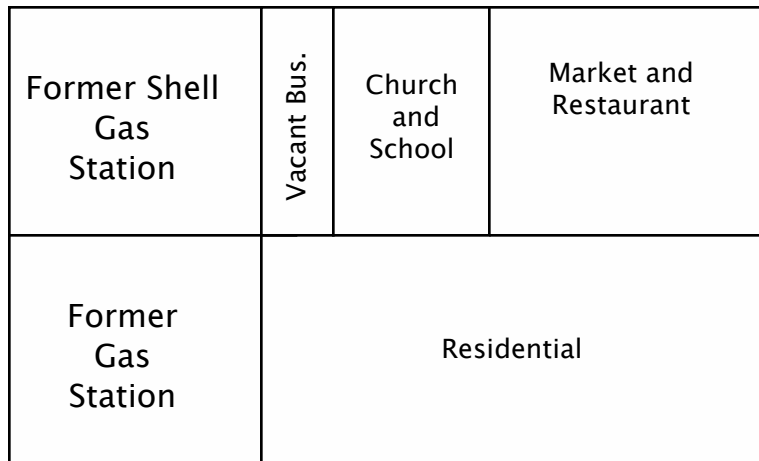 Former Shell
Gas
Station
Vacant Bus.
Church
and
School
Market and
Restaurant
Former
Gas
Station
Residential